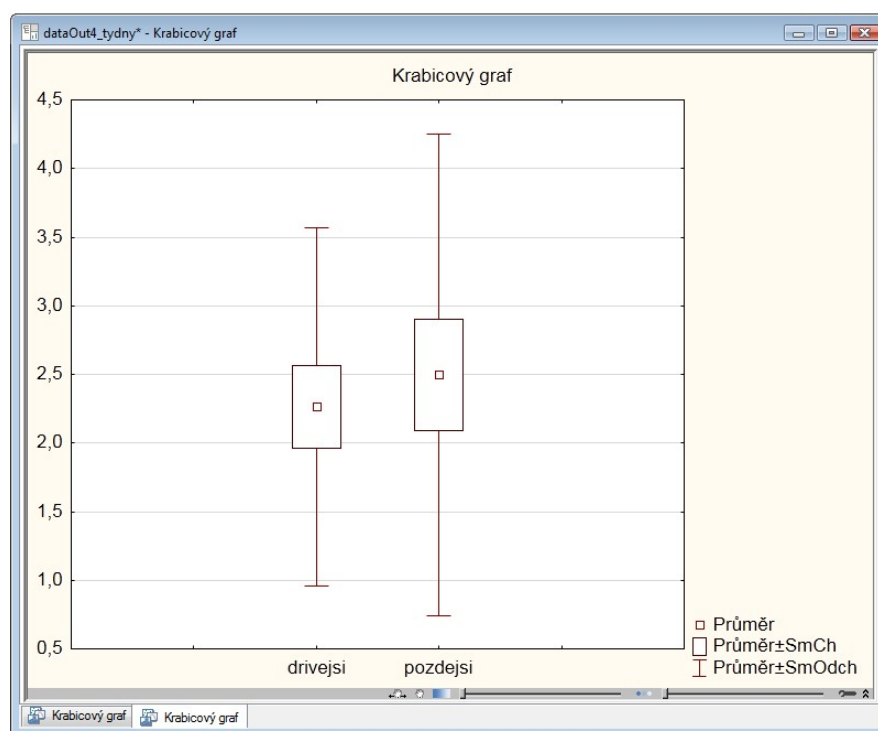 dataOut4_tydny* - Krabicový graf
Krabicový graf
4,5
4,0
3,5
3,0
2,5
2,0
1,5
1,0
0,5
drivejsi pozdejsi
Průměr
Průměr±SmCh
Průměr±SmOdch
Krabicový graf Krabicový graf